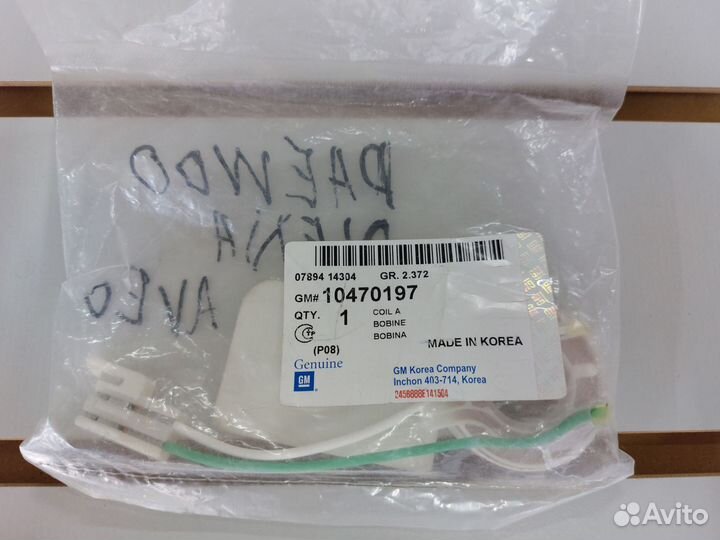 DAEWOO
AVEO
07894 14304 GR. 2.372
GM# 10470197
QTY. 1 COIL A
BOBINE
BOBINA
CTP
(P08)
MADE IN KOREA
Genuine
GM
GM Korea Company
Inchon 403-714, Korea
Avito